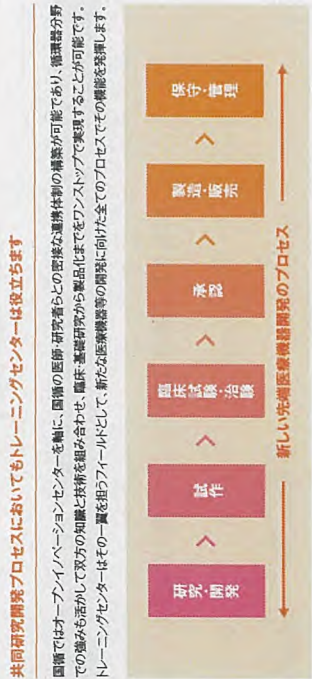 共同研究開発プロセスにおいてもトレーニングセンターは役立ちます
国循ではオープンイノベーションセンターを軸に、国循の医師・研究者らとの密接な連携体制の構築が可能であり、循環器分野
での強みも活かして双方の知識と技術を組み合わせ、臨床・基礎研究から製品化までをワンストップで実現することが可能です。
トレーニングセンターはその一翼を担うフィールドとして、新たな医療機器等の開発に向けた全てのプロセスでその機能を発揮します。
研究・開発
試作
臨床試験・治験
承認
製造・販売
保守・管理
新しい先端医療機器開発のプロセス